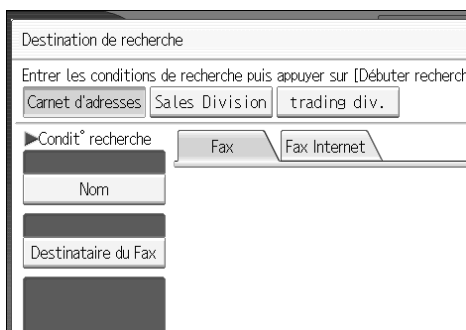 Destination de recherche
Entrer les conditions de recherche puis appuyer sur [Débuter recherch
Carnet d'adresses Sales Division trading div.
▶Condit° recherche
Fax Fax Internet
Nom
Destinataire du Fax